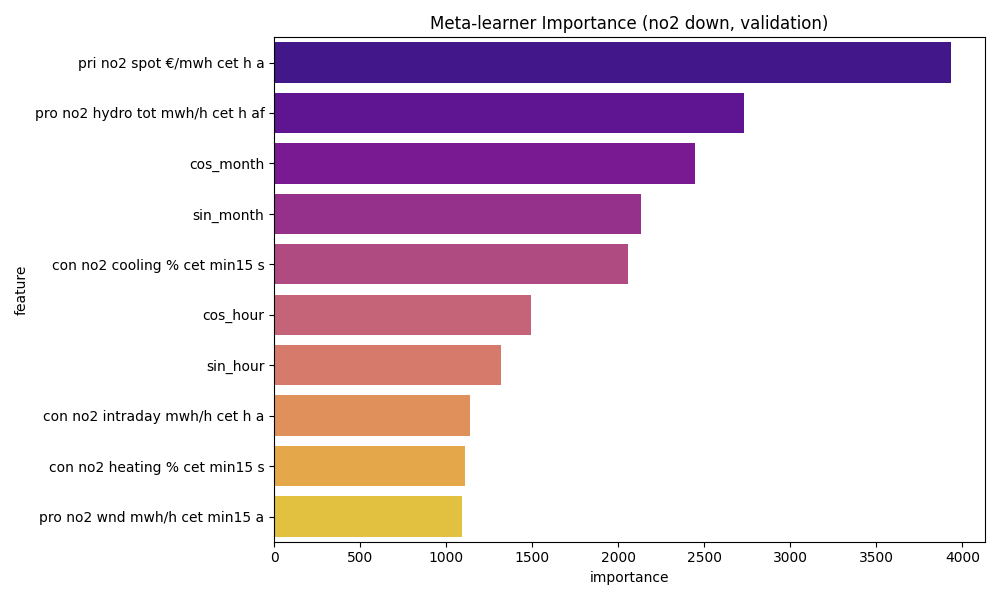 Meta-learner Importance (no2 down, validation)
feature
pri no2 spot €/mwh cet h a
pro no2 hydro tot mwh/h cet h af
cos_month
sin_month
con no2 cooling % cet min15 s
cos_hour
sin_hour
con no2 intraday mwh/h cet h a
con no2 heating % cet min15 s
pro no2 wnd mwh/h cet min15 a
0 500 1000 1500 2000 2500 3000 3500 4000
importance